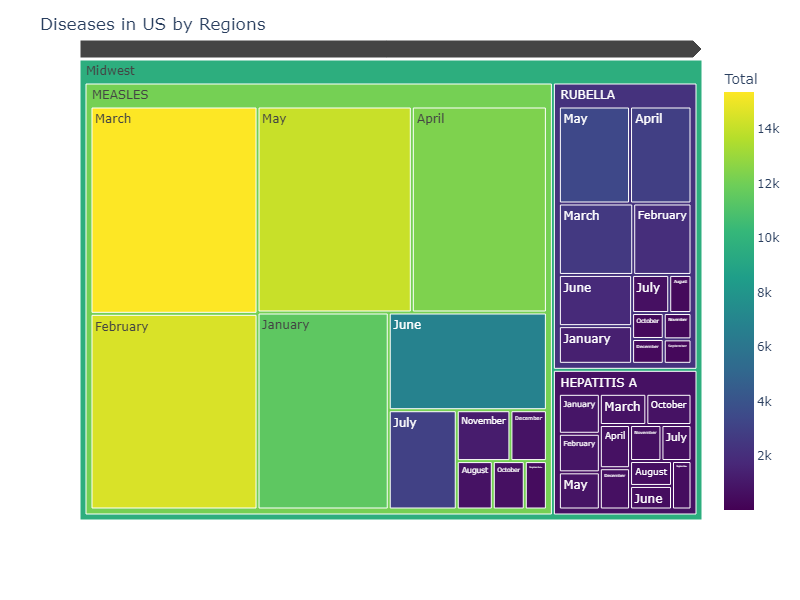 Diseases in US by Regions
Midwest
MEASLES
March
May
April
February
January
June
July
November
December
August
October
RUBELLA
May
April
March
February
June
July
August
October
November
January
December
September
HEPATITIS A
January
March
October
February
April
November
July
May
December
August
June
Total
14k
12k
10k
8k
6k
4k
2k